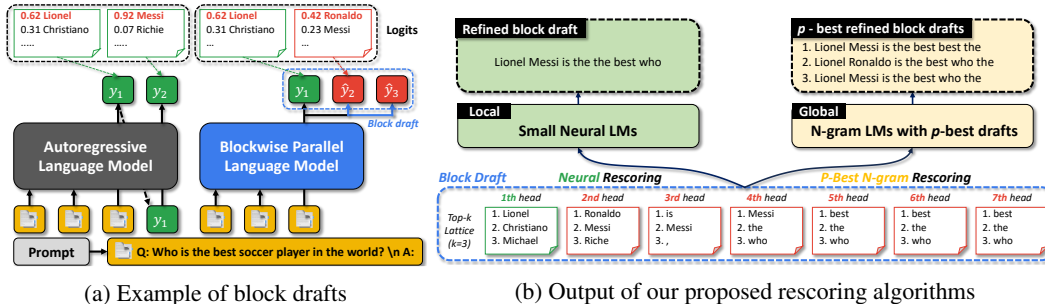 0.62 Lionel
0.31 Christiano
.....
0.92 Messi
0.07 Richie
...
0.62 Lionel
0.31 Christiano
...
0.42 Ronaldo
0.23 Messi
...
Logits
y1
y2
y1
ŷ2
ŷ3
Block draft
Autoregressive
Language Model
Blockwise Parallel
Language Model
y1
Prompt
Q: Who is the best soccer player in the world? \n A:
(a) Example of block drafts
Refined block draft
Lionel Messi is the the best who
p - best refined block drafts
1. Lionel Messi is the best best the
2. Lionel Ronaldo is the best who
3. Lionel Messi is the best who the
Local
Small Neural LMs
Global
N-gram LMs with p-best drafts
Block Draft
Neural Rescoring
P-Best N-gram Rescoring
Top-k
Lattice
(k=3)
1th head
1. Lionel
2. Christiano
3. Michael
2nd head
1. Ronaldo
2. Messi
3. Riche
3rd head
1. is
2. Messi
3. ,
4th head
1. Messi
2. the
3. who
5th head
1. best
2. the
3. who
6th head
1. best
2. the
3. who
7th head
1. best
2. the
3. who
(b) Output of our proposed rescoring algorithms